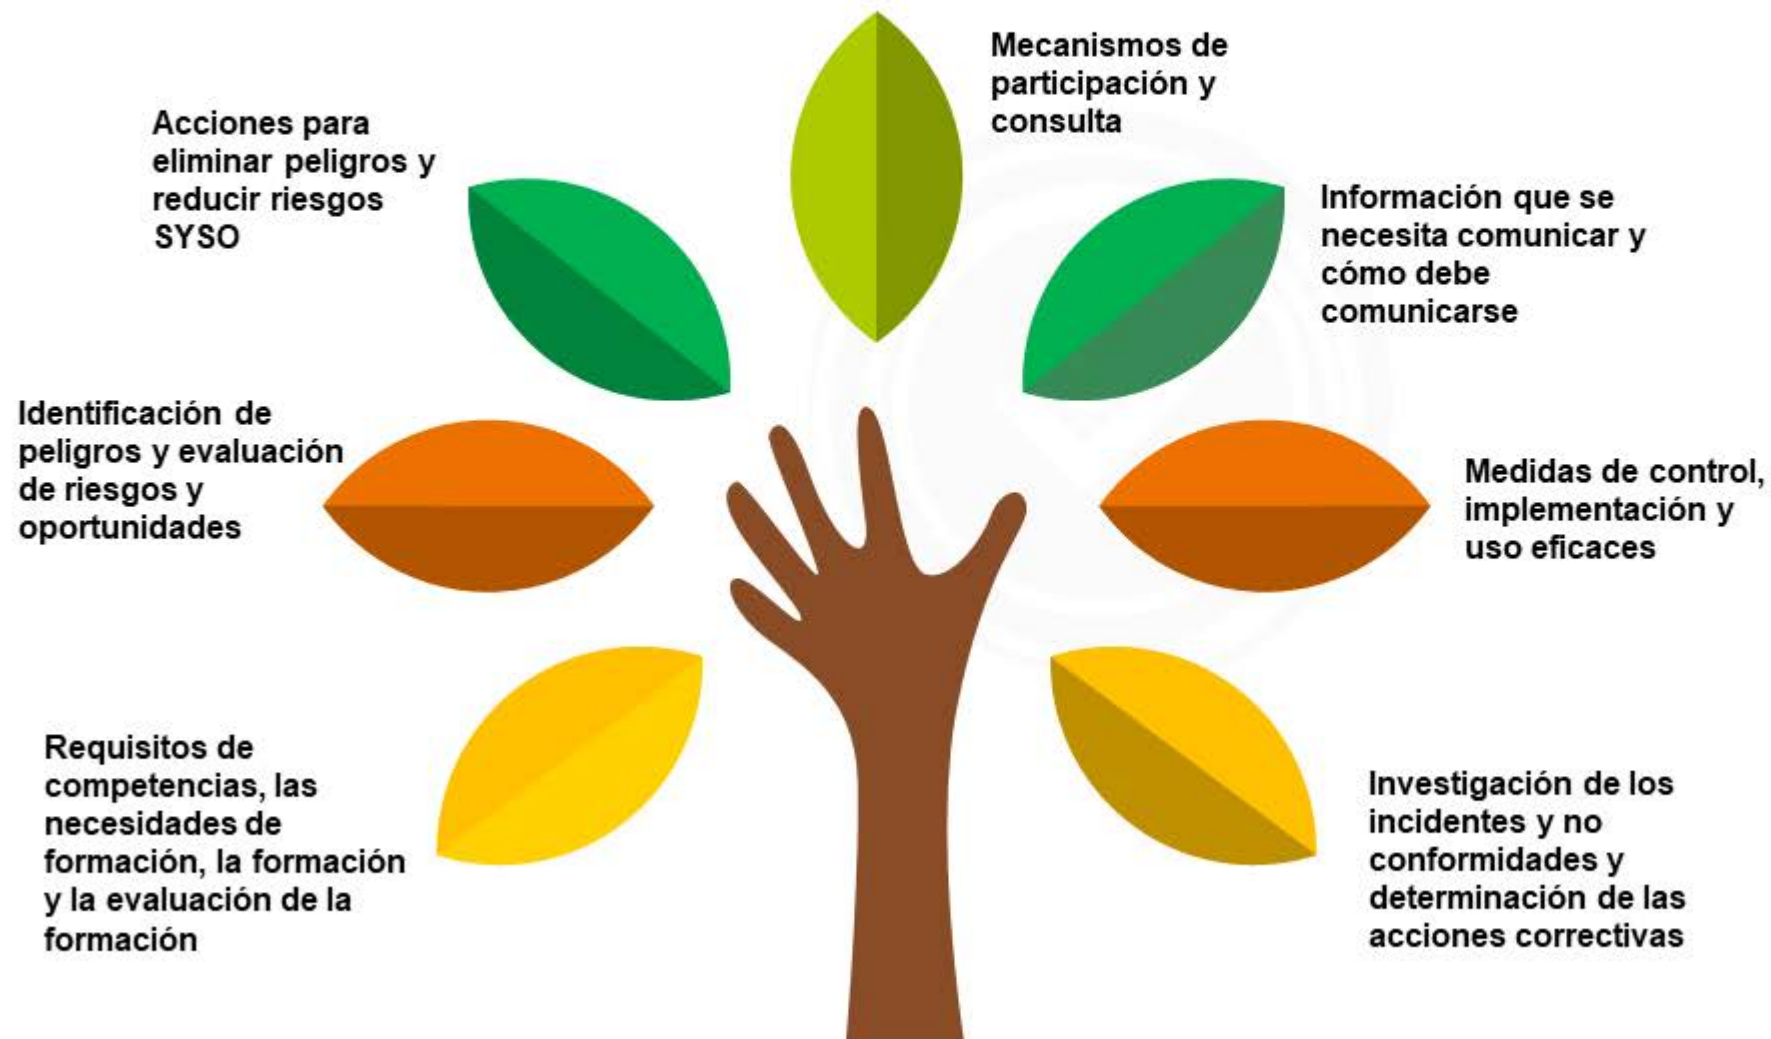 Mecanismos de
participación y
consulta
Acciones para
eliminar peligros y
reducir riesgos
SYSO
Información que se
necesita comunicar y
cómo debe
comunicarse
Identificación de
peligros y evaluación
de riesgos y
oportunidades
Medidas de control,
implementación y
uso eficaces
Requisitos de
competencias, las
necesidades de
formación, la formación
y la evaluación de la
formación
Investigación de los
incidentes y no
conformidades y
determinación de las
acciones correctivas